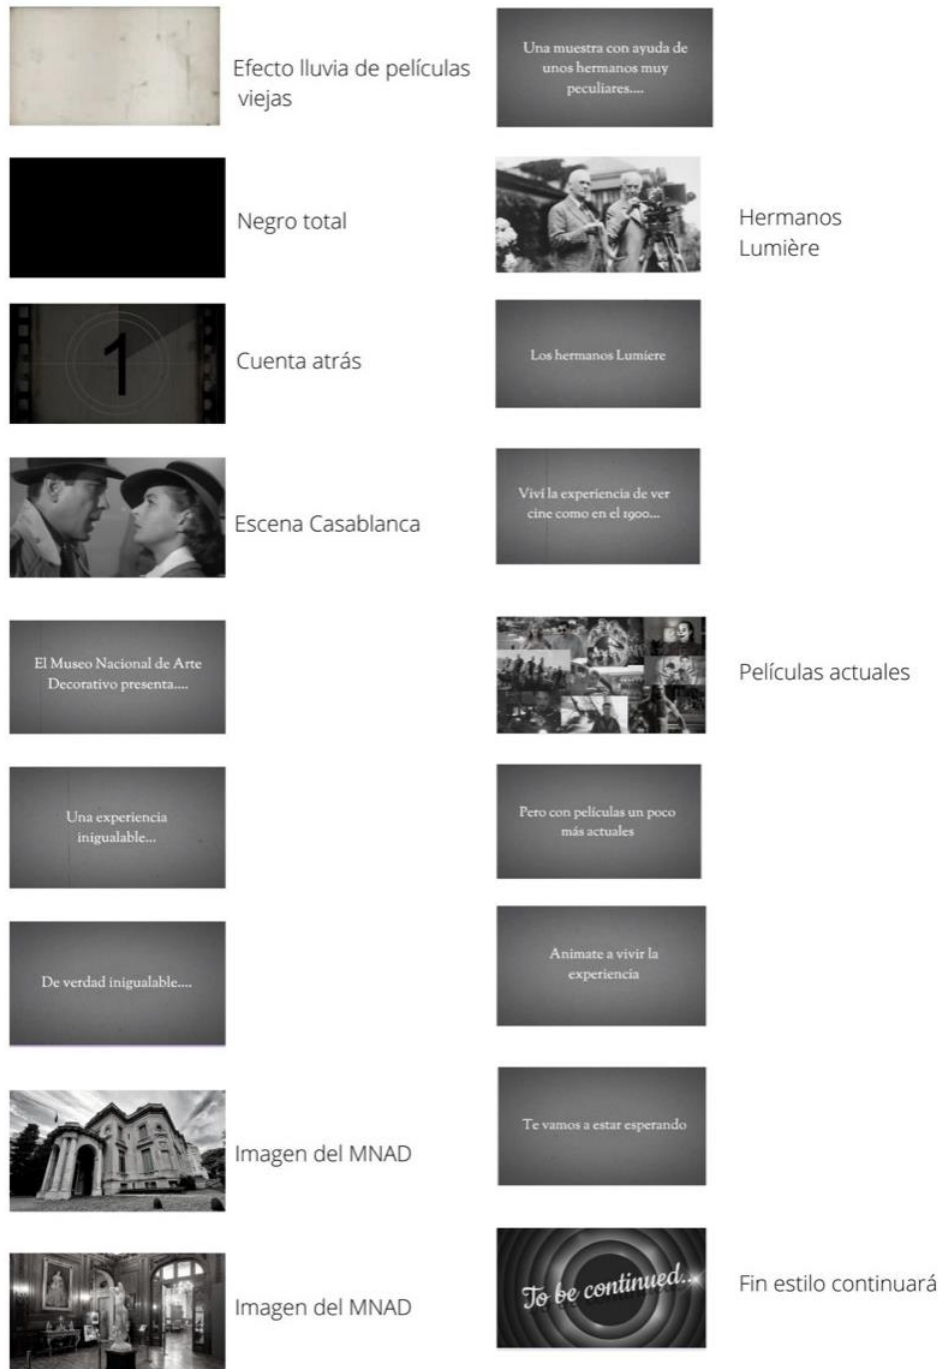 Efecto lluvia de películas
viejas
Negro total
1
Cuenta atrás
Escena Casablanca
El Museo Nacional de Arte
Decorativo presenta....
Una experiencia
inigualable...
De verdad inigualable....
Imagen del MNAD
Imagen del MNAD
Una muestra con ayuda de
unos hermanos muy
peculiares....
Hermanos
Lumière
Los hermanos Lumiere
Viví la experiencia de ver
cine como en el 1900...
Películas actuales
Pero con películas un poco
más actuales
Animate a vivir la
experiencia
Te vamos a estar esperando
To be continued...
Fin estilo continuará